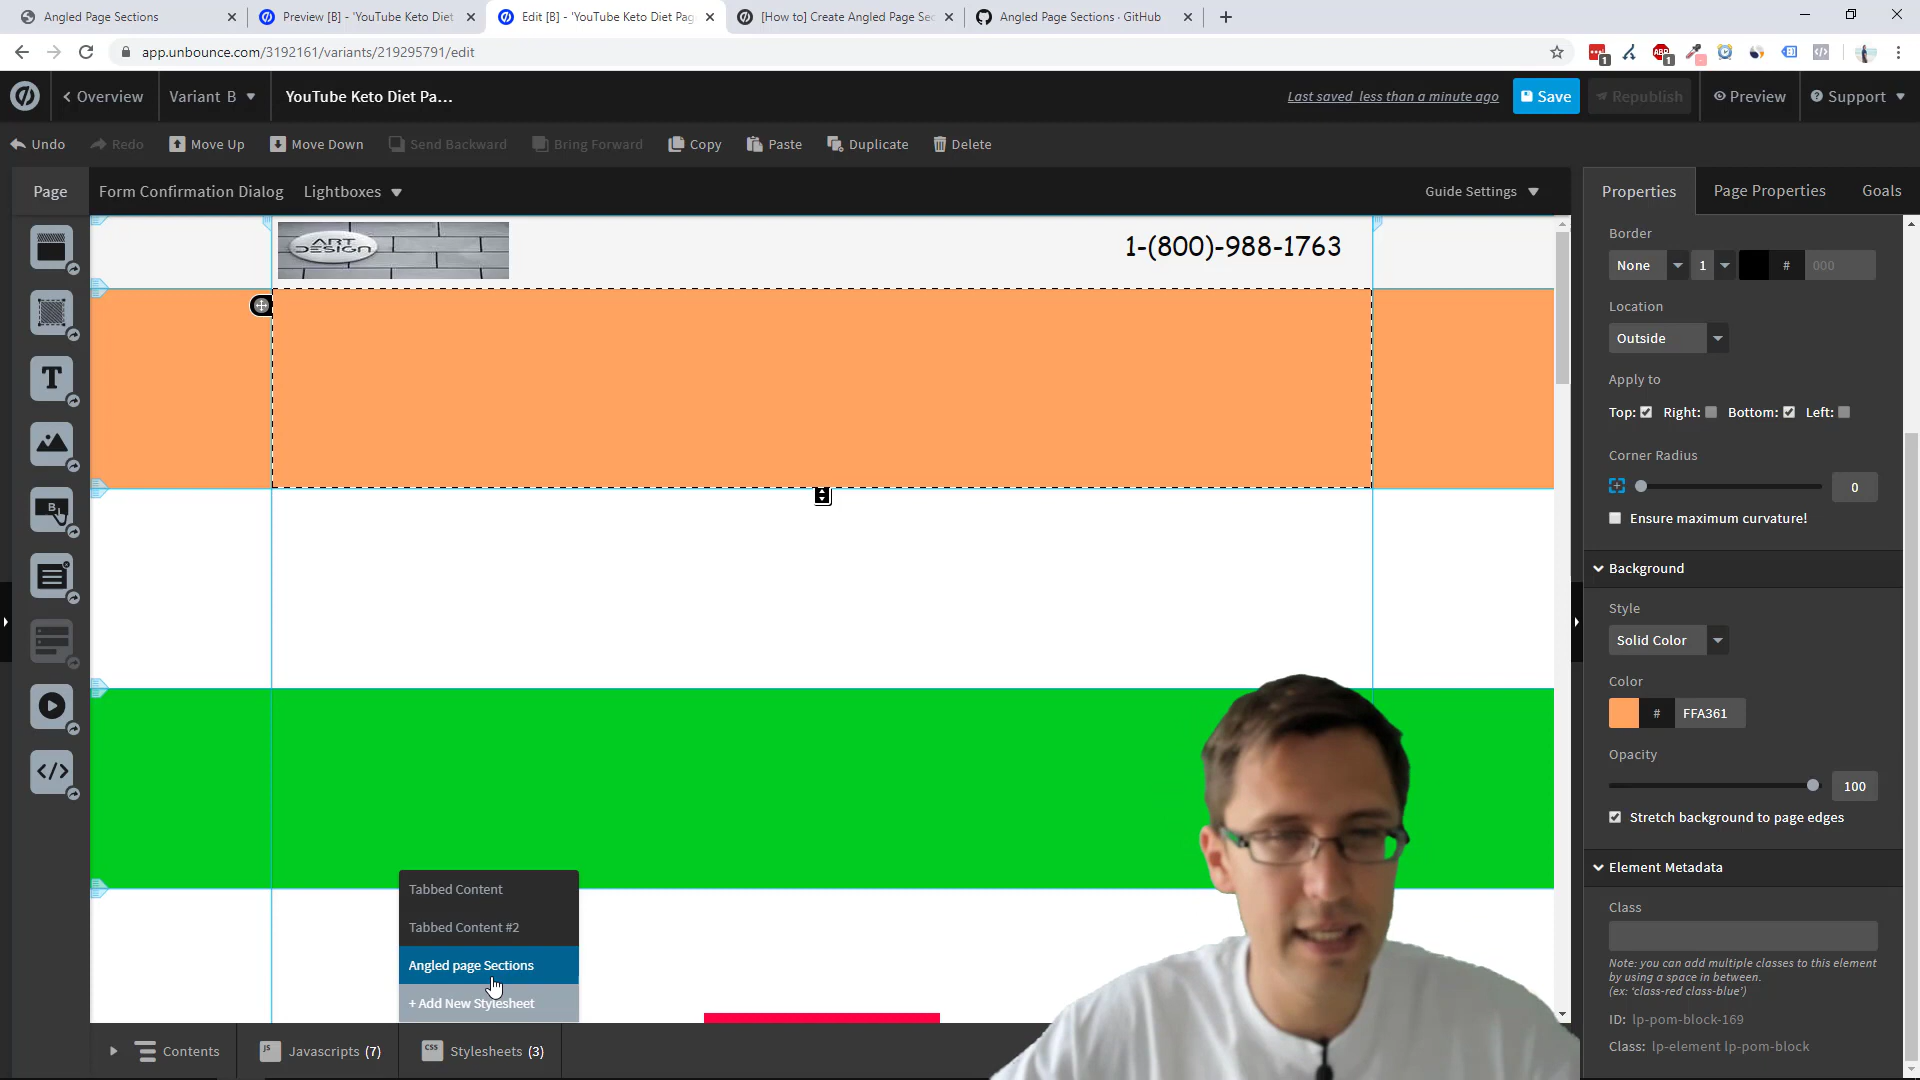 Angled Page Sections
Preview [B] - 'YouTube Keto Diet
Edit [B] - 'YouTube Keto Diet Pag
[How to] Create Angled Page Sec
Angled Page Sections · GitHub
app.unbounce.com/3192161/variants/219295791/edit
Overview
Variant B
YouTube Keto Diet Pa...
Last saved less than a minute ago
Save
Republish
Preview
Support
Undo
Redo
Move Up
Move Down
Send Backward
Bring Forward
Copy
Paste
Duplicate
Delete
Page
Form Confirmation Dialog
Lightboxes
Guide Settings
Properties
Page Properties
Goals
ART
DESIGN
1-(800)-988-1763
Border
None
1
#
000
Location
Outside
Apply to
Top:
Right:
Bottom:
Left:
Corner Radius
0
Ensure maximum curvature!
Background
Style
Solid Color
Color
#
FFA361
Opacity
100
Stretch background to page edges
Element Metadata
Class
Note: you can add multiple classes to this element
by using a space in between.
(ex: 'class-red class-blue')
ID: lp-pom-block-169
Class: lp-element lp-pom-block
Tabbed Content
Tabbed Content #2
Angled page Sections
+ Add New Stylesheet
Contents
JS
Javascripts (7)
CSS
Stylesheets (3)